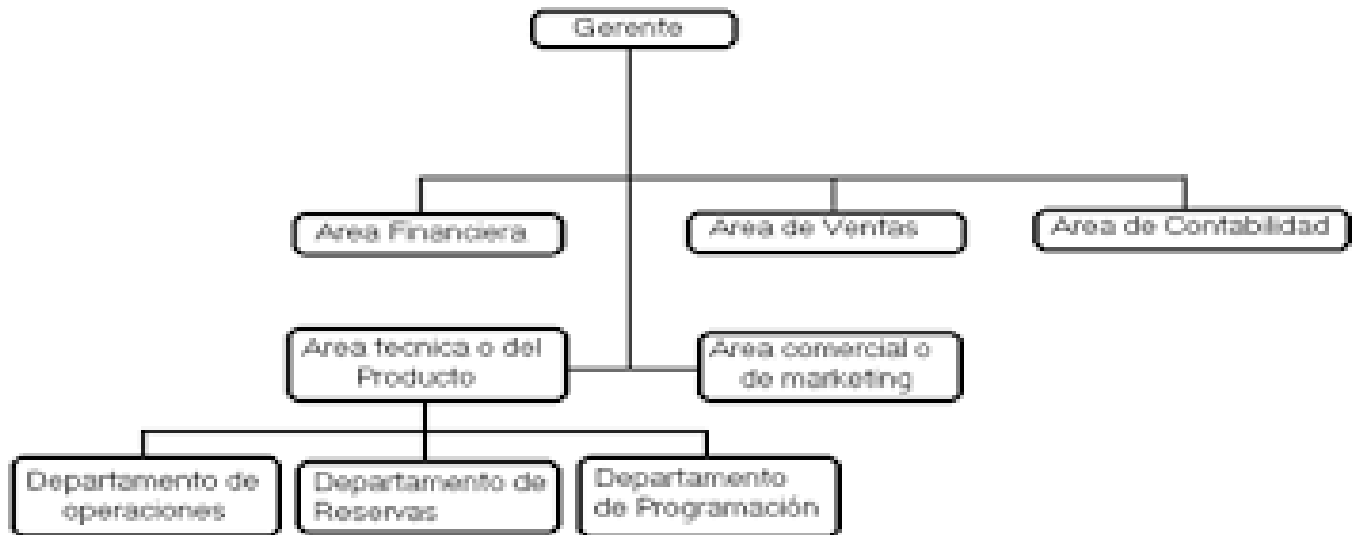 Gerente
Area Financiera
Area de Ventas
Area de Contabilidad
Area tecnica o del
Producto
Area comercial o
de marketing
Departamento de
operaciones
Departamento de
Reservas
Departamento
de Programación